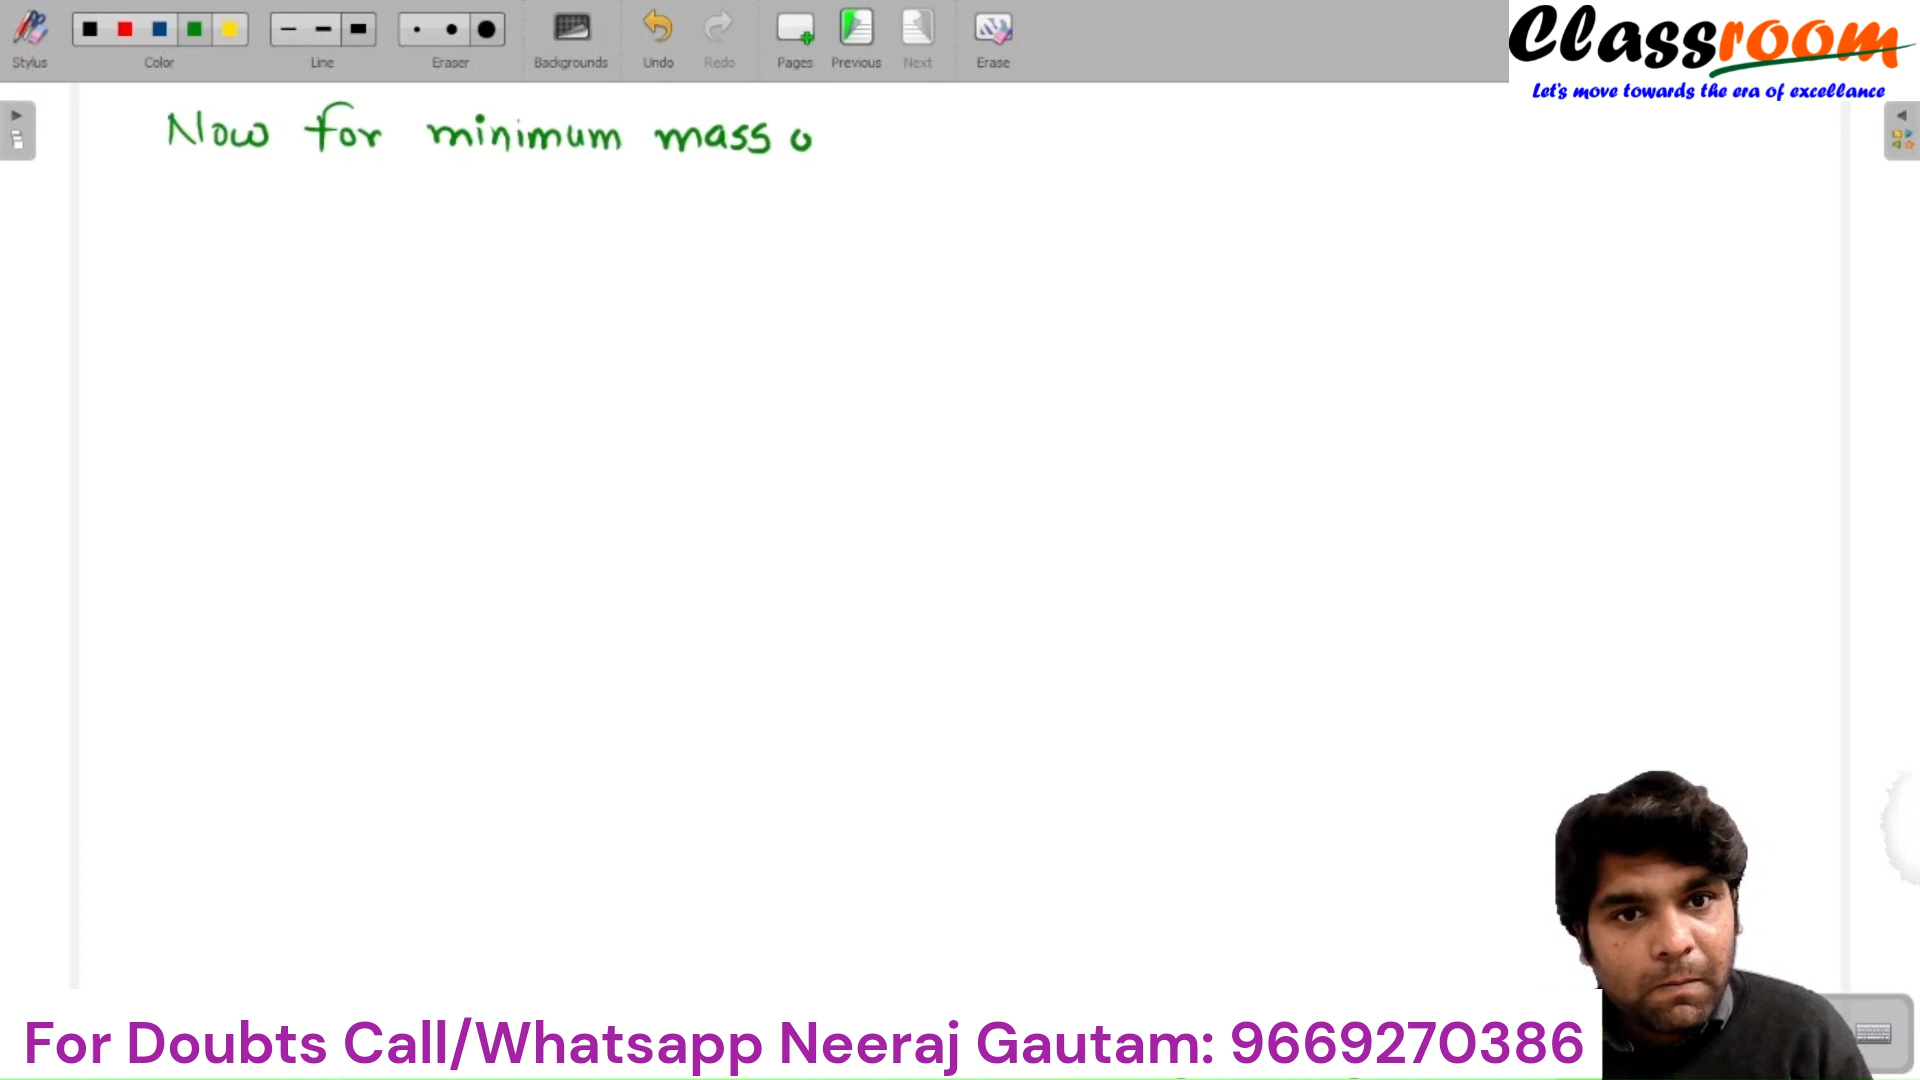 Stylus
Color
Line
Eraser
Backgrounds
Undo
Redo
Pages
Previous
Next
Erase
Classroom
Let's move towards the era of excellance
Now for minimum mass o
For Doubts Call/Whatsapp Neeraj Gautam: 9669270386